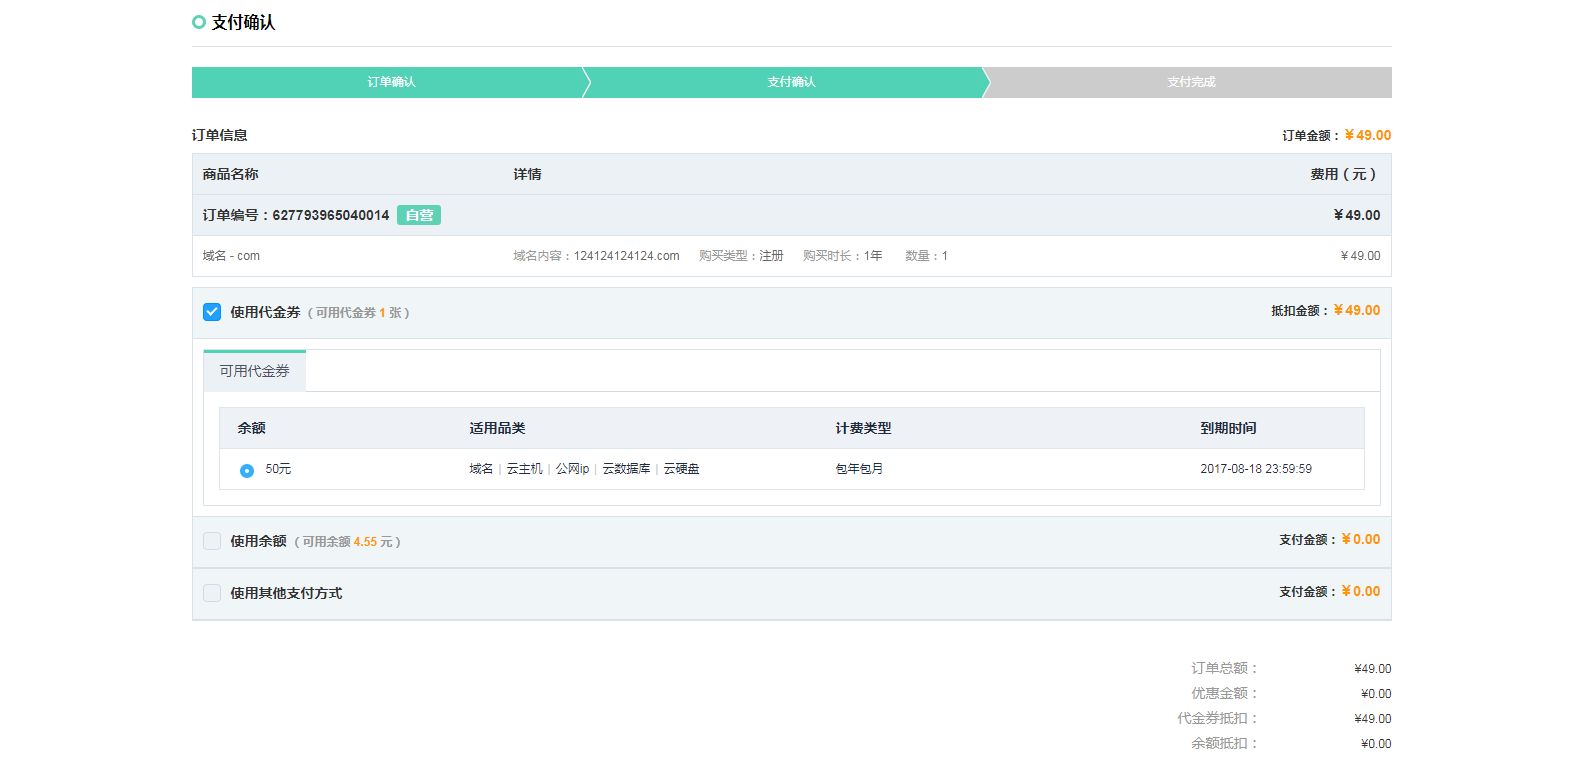 支付确认
订单确认 支付确认 支付完成
订单信息 订单金额：￥49.00
商品名称 详情 费用（元）
订单编号：627793965040014 自营 ￥49.00
域名 - com 域名内容：124124124124.com 购买类型：注册 购买时长：1年 数量：1 ￥49.00
使用代金券（可用代金券 1 张） 抵扣金额：￥49.00
可用代金券
余额 适用品类 计费类型 到期时间
50元 域名 | 云主机 | 公网ip | 云数据库 | 云硬盘 包年包月 2017-08-18 23:59:59
使用余额（可用余额 4.55 元） 支付金额：￥0.00
使用其他支付方式 支付金额：￥0.00
订单总额： ¥49.00
优惠金额： ¥0.00
代金券抵扣： ¥49.00
余额抵扣： ¥0.00